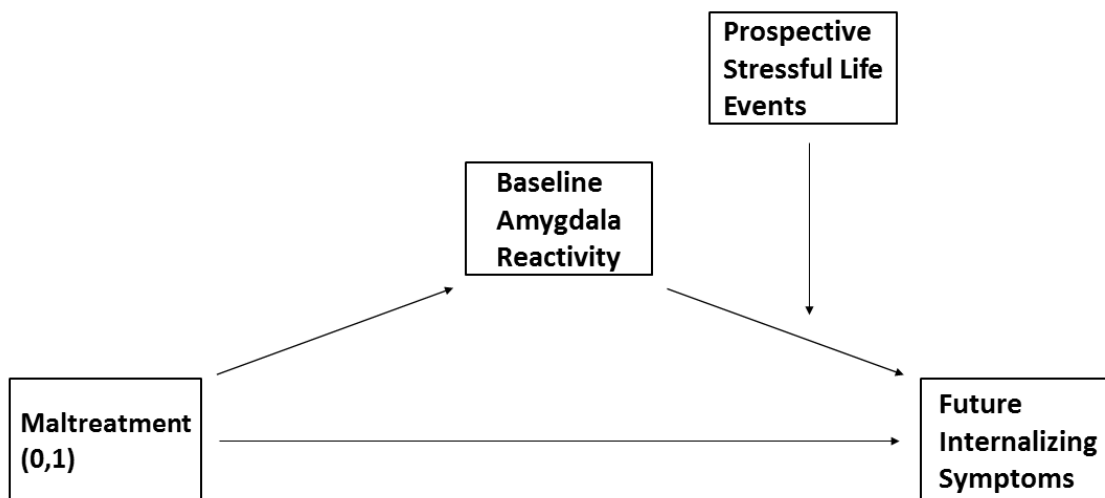 Prospective
Stressful Life
Events
Baseline
Amygdala
Reactivity
Maltreatment
(0,1)
Future
Internalizing
Symptoms